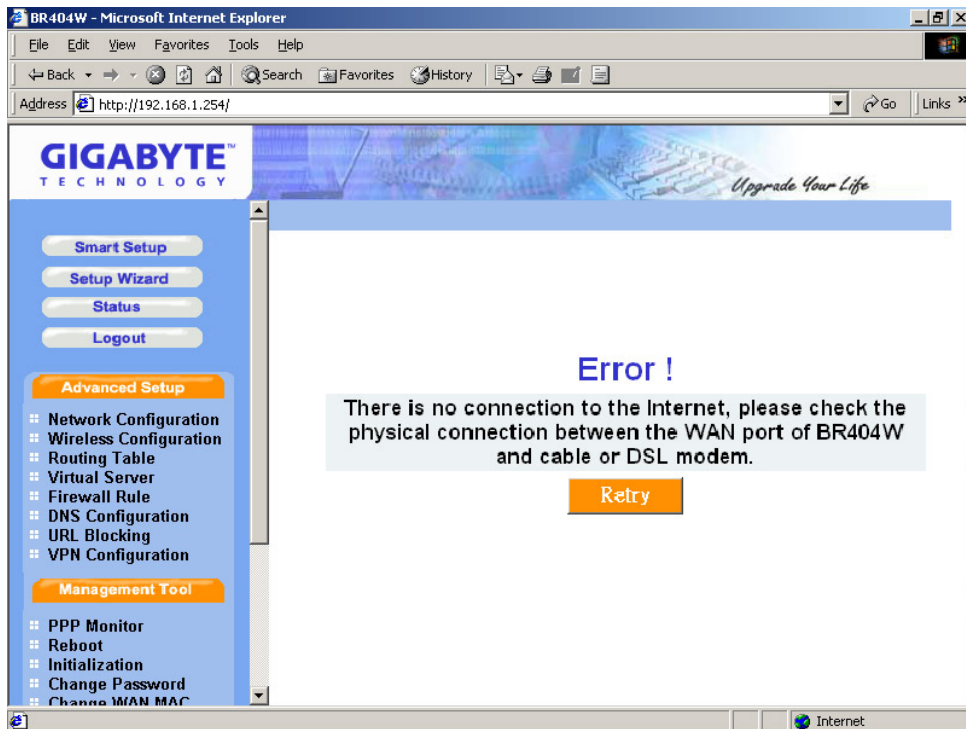 BR404W - Microsoft Internet Explorer
File Edit View Favorites Tools Help
Back Search Favorites History
Address http://192.168.1.254/ Go Links »
GIGABYTE™
TECHNOLOGY
Upgrade Your Life
Smart Setup
Setup Wizard
Status
Logout
Advanced Setup
Network Configuration
Wireless Configuration
Routing Table
Virtual Server
Firewall Rule
DNS Configuration
URL Blocking
VPN Configuration
Management Tool
PPP Monitor
Reboot
Initialization
Change Password
Change WAN MAC
Error !
There is no connection to the Internet, please check the
physical connection between the WAN port of BR404W
and cable or DSL modem.
Retry
Internet